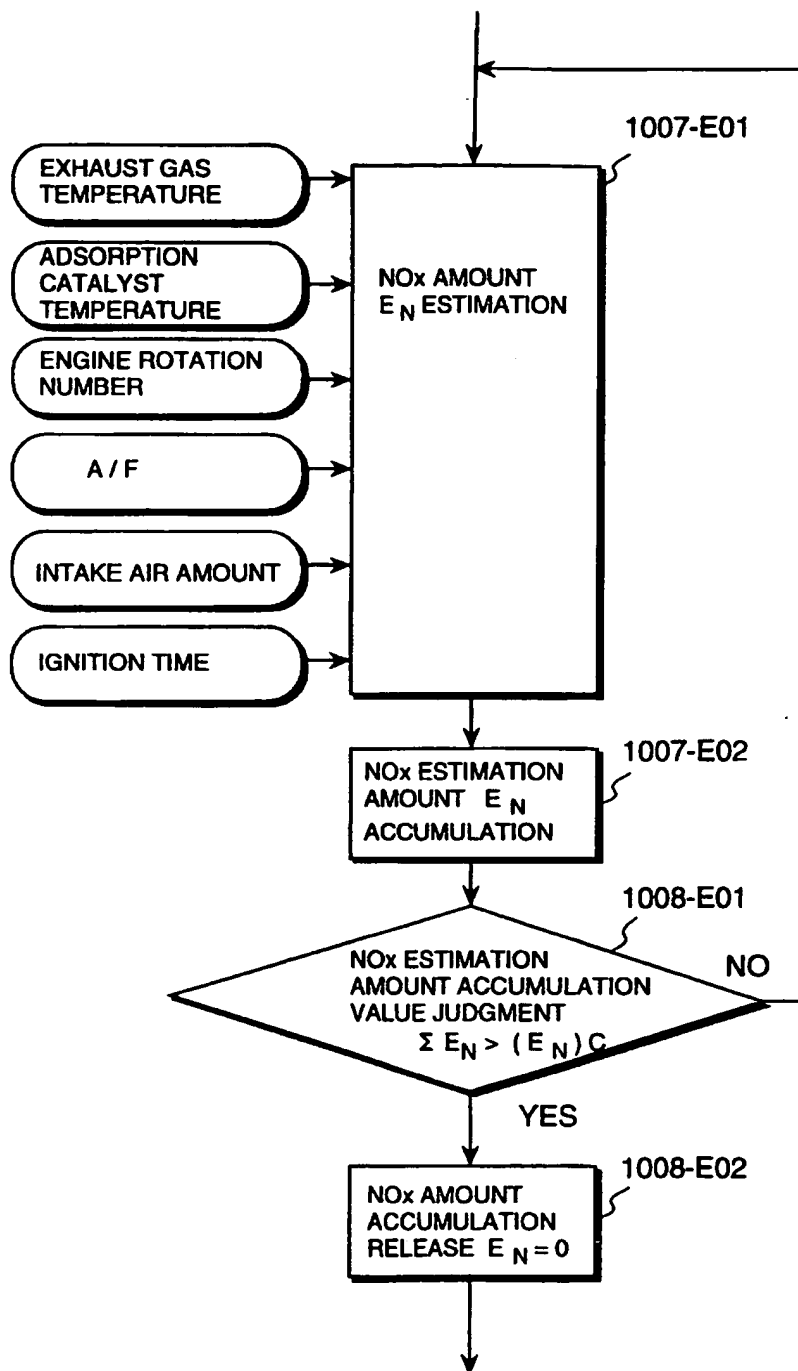 1007-E01
EXHAUST GAS
TEMPERATURE
ADSORPTION
CATALYST
TEMPERATURE
NOx AMOUNT
E N ESTIMATION
ENGINE ROTATION
NUMBER
A / F
INTAKE AIR AMOUNT
IGNITION TIME
1007-E02
NOx ESTIMATION
AMOUNT E N
ACCUMULATION
1008-E01
NOx ESTIMATION
AMOUNT ACCUMULATION
VALUE JUDGMENT
Σ E N > ( E N ) C
NO
YES
1008-E02
NOx AMOUNT
ACCUMULATION
RELEASE E N = 0